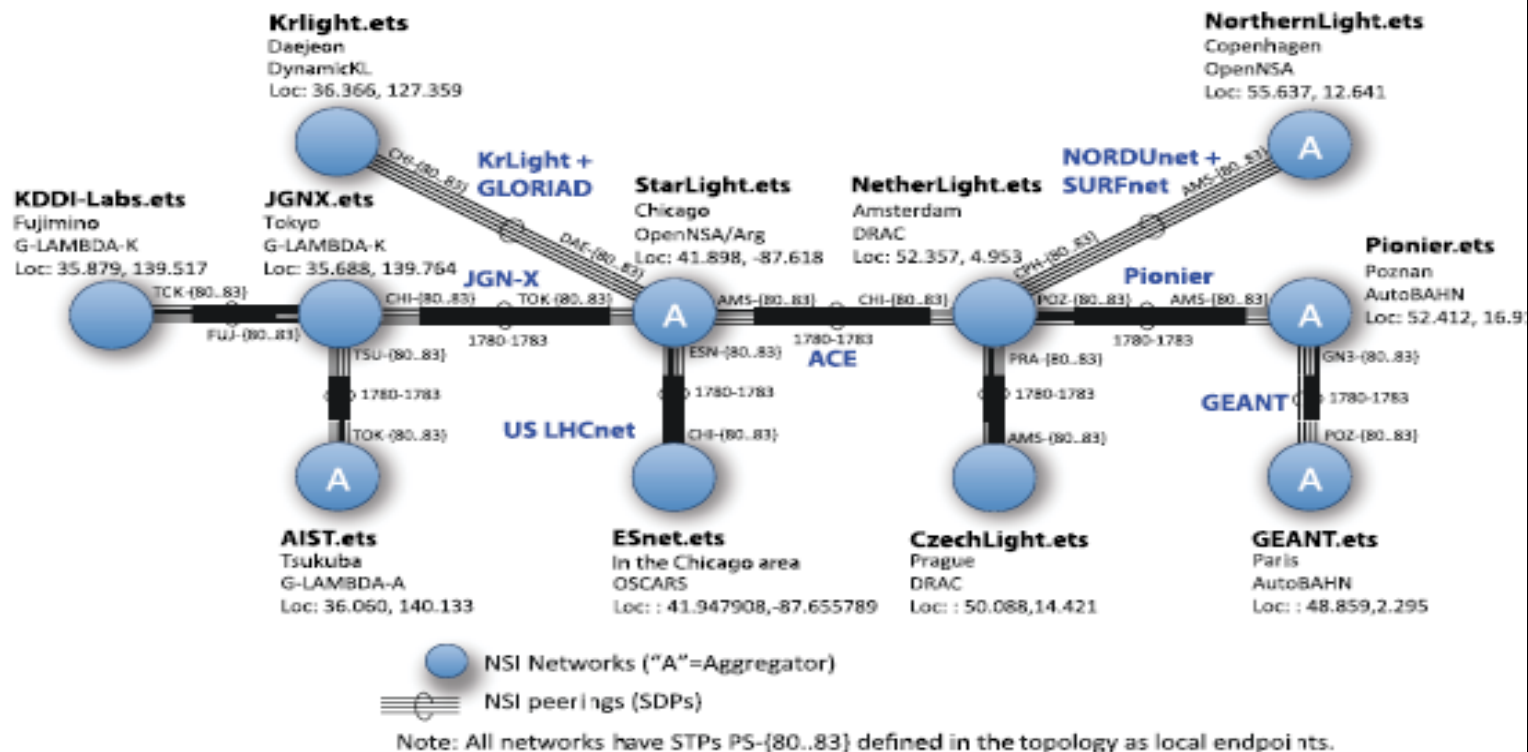 Krlight.ets
Daejeon
DynamicKL
Loc: 36.366, 127.359
NorthernLight.ets
Copenhagen
OpenNSA
Loc: 55.637, 12.641
A
CHI-{80..83}
KrLight +
GLORIAD
DAE-{80..83}
NORDUnet +
SURFnet
AMS-{80..83}
CPH-{80..83}
KDDI-Labs.ets
Fujimino
G-LAMBDA-K
Loc: 35.879, 139.517
JGNX.ets
Tokyo
G-LAMBDA-K
Loc: 35.688, 139.764
StarLight.ets
Chicago
OpenNSA/Arg
Loc: 41.898, -87.618
NetherLight.ets
Amsterdam
DRAC
Loc: 52.357, 4.953
Pionier.ets
Poznan
AutoBAHN
Loc: 52.412, 16.91
TCK-{80..83}
FUJ-{80..83}
JGN-X
CHI-{80..83}
TOK-{80..83}
1780-1783
A
AMS-{80..83}
CHI-{80..83}
1780-1783
ACE
Pionier
POZ-{80..83}
AMS-{80..83}
1780-1783
A
TSU-{80..83}
1780-1783
TOK-{80..83}
ESN-{80..83}
1780-1783
US LHCnet
CHI-{80..83}
PRA-{80..83}
1780-1783
AMS-{80..83}
GN3-{80..83}
GEANT
1780-1783
POZ-{80..83}
A
A
AIST.ets
Tsukuba
G-LAMBDA-A
Loc: 36.060, 140.133
ESnet.ets
In the Chicago area
OSCARS
Loc: : 41.947908,-87.655789
CzechLight.ets
Prague
DRAC
Loc: : 50.088,14.421
GEANT.ets
Paris
AutoBAHN
Loc: : 48.859,2.295
NSI Networks ("A"=Aggregator)
NSI peerings (SDPs)
Note: All networks have STPs PS-{80..83} defined in the topology as local endpoints.